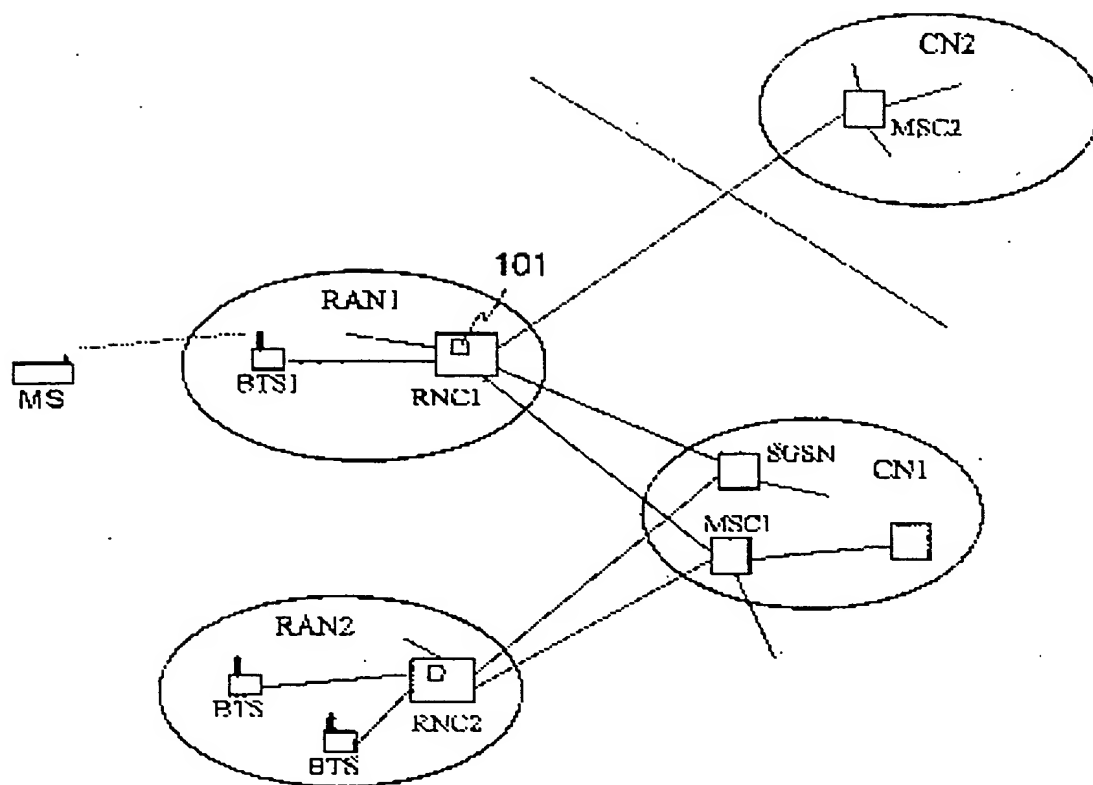 CN2
MSC2
101
RAN1
BTS1
RNC1
MS
SGSN
CN1
MSC1
RAN2
BTS
RNC2
BTS